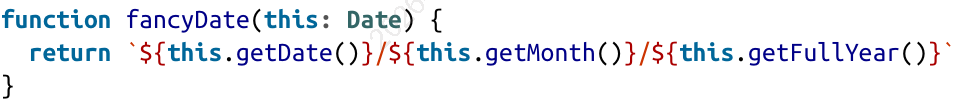 function fancyDate(this: Date) {
  return `${this.getDate()}/${this.getMonth()}/${this.getFullYear()}`
}